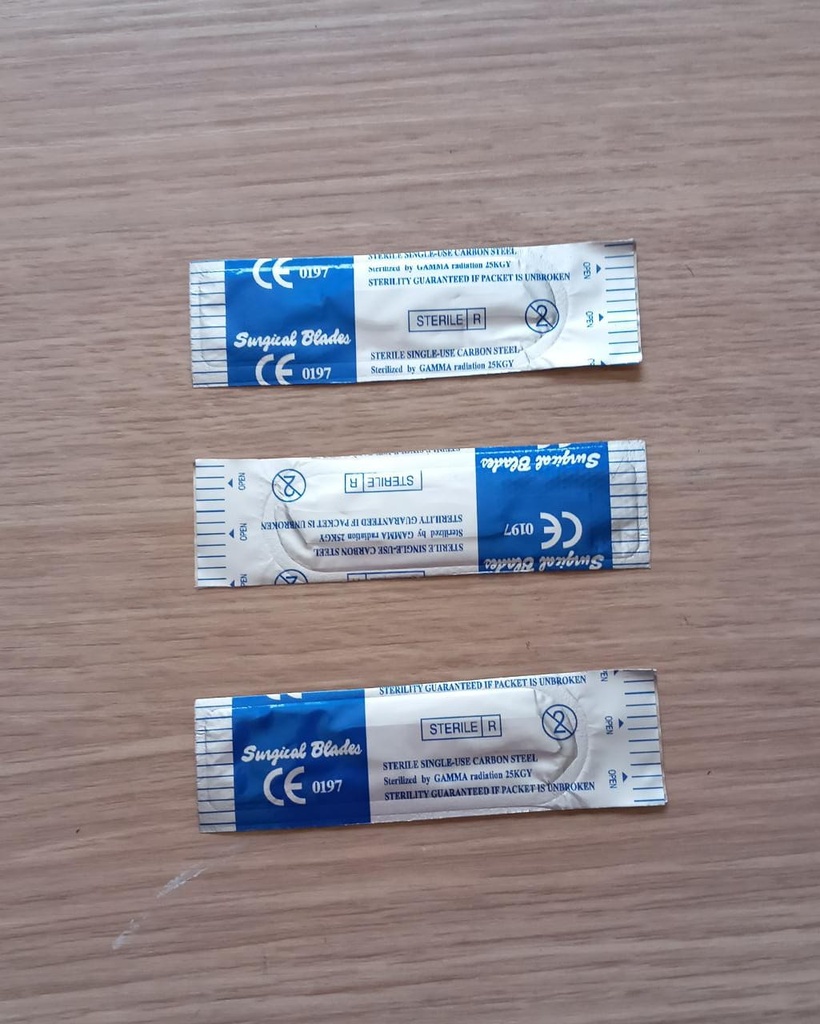 STERILE SINGLE-USE CARBON STEEL
CE 0197
Sterilized by GAMMA radiation 25KGY
STERILITY GUARANTEED IF PACKET IS UNBROKEN
OPEN
STERILE R
2
OPEN
Surgical Blades
STERILE SINGLE-USE CARBON STEEL
CE 0197
Sterilized by GAMMA radiation 25KGY
Surgical Blades
STERILE R
2
OPEN
CE 0197
STERILITY GUARANTEED IF PACKET IS UNBROKEN
Sterilized by GAMMA radiation 25KGY
STERILE SINGLE-USE CARBON STEEL
OPEN
Surgical Blades
STERILE R
STERILITY GUARANTEED IF PACKET IS UNBROKEN
STERILE R
2
OPEN
Surgical Blades
CE 0197
STERILE SINGLE-USE CARBON STEEL
Sterilized by GAMMA radiation 25KGY
STERILITY GUARANTEED IF PACKET IS UNBROKEN
OPEN